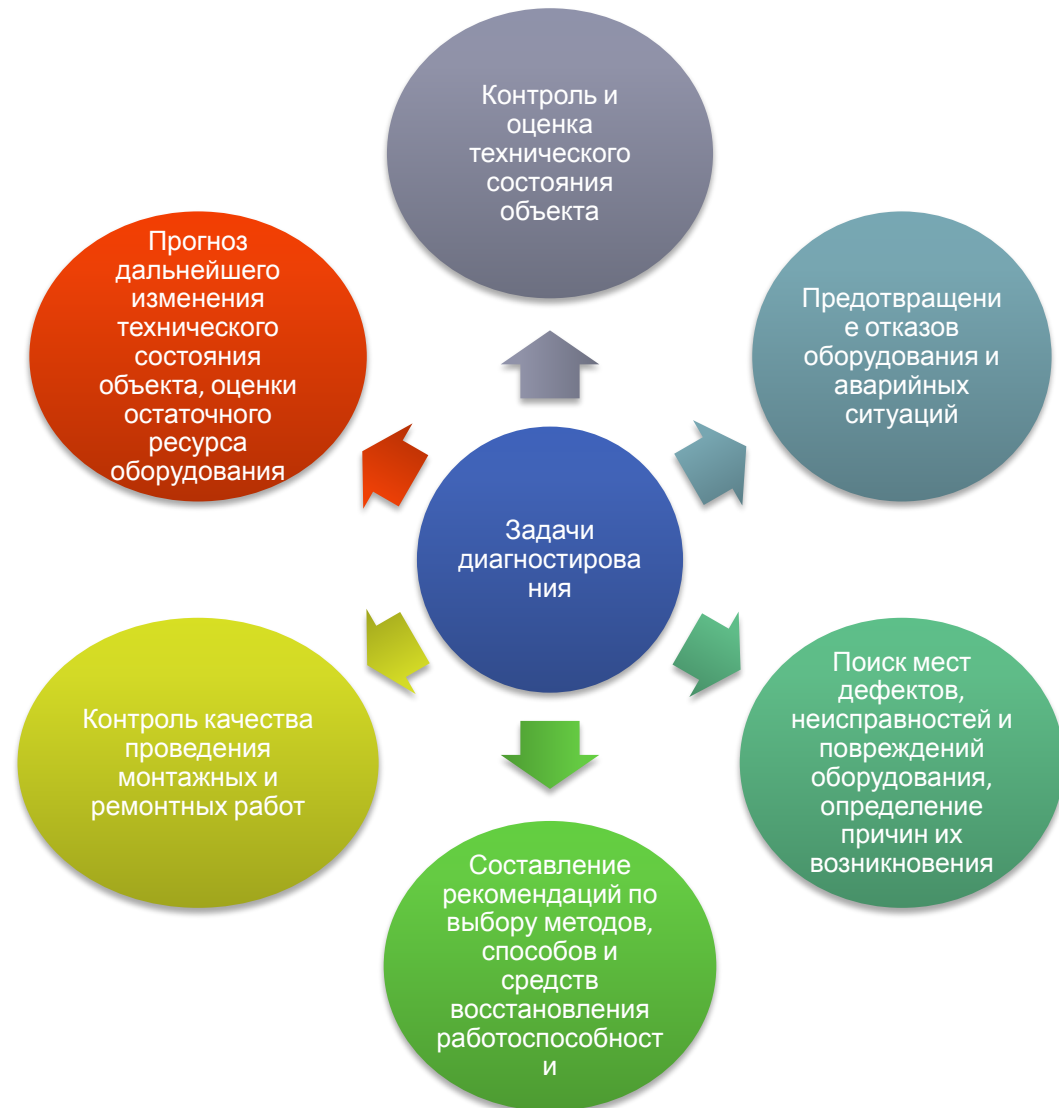 Контроль и
оценка
технического
состояния
объекта
Предотвращени
е отказов
оборудования и
аварийных
ситуаций
Поиск мест
дефектов,
неисправностей и
повреждений
оборудования,
определение
причин их
возникновения
Составление
рекомендаций по
выбору методов,
способов и
средств
восстановления
работоспособност
и
Контроль качества
проведения
монтажных и
ремонтных работ
Прогноз
дальнейшего
изменения
технического
состояния
объекта, оценки
остаточного
ресурса
оборудования
Задачи
диагностирова
ния